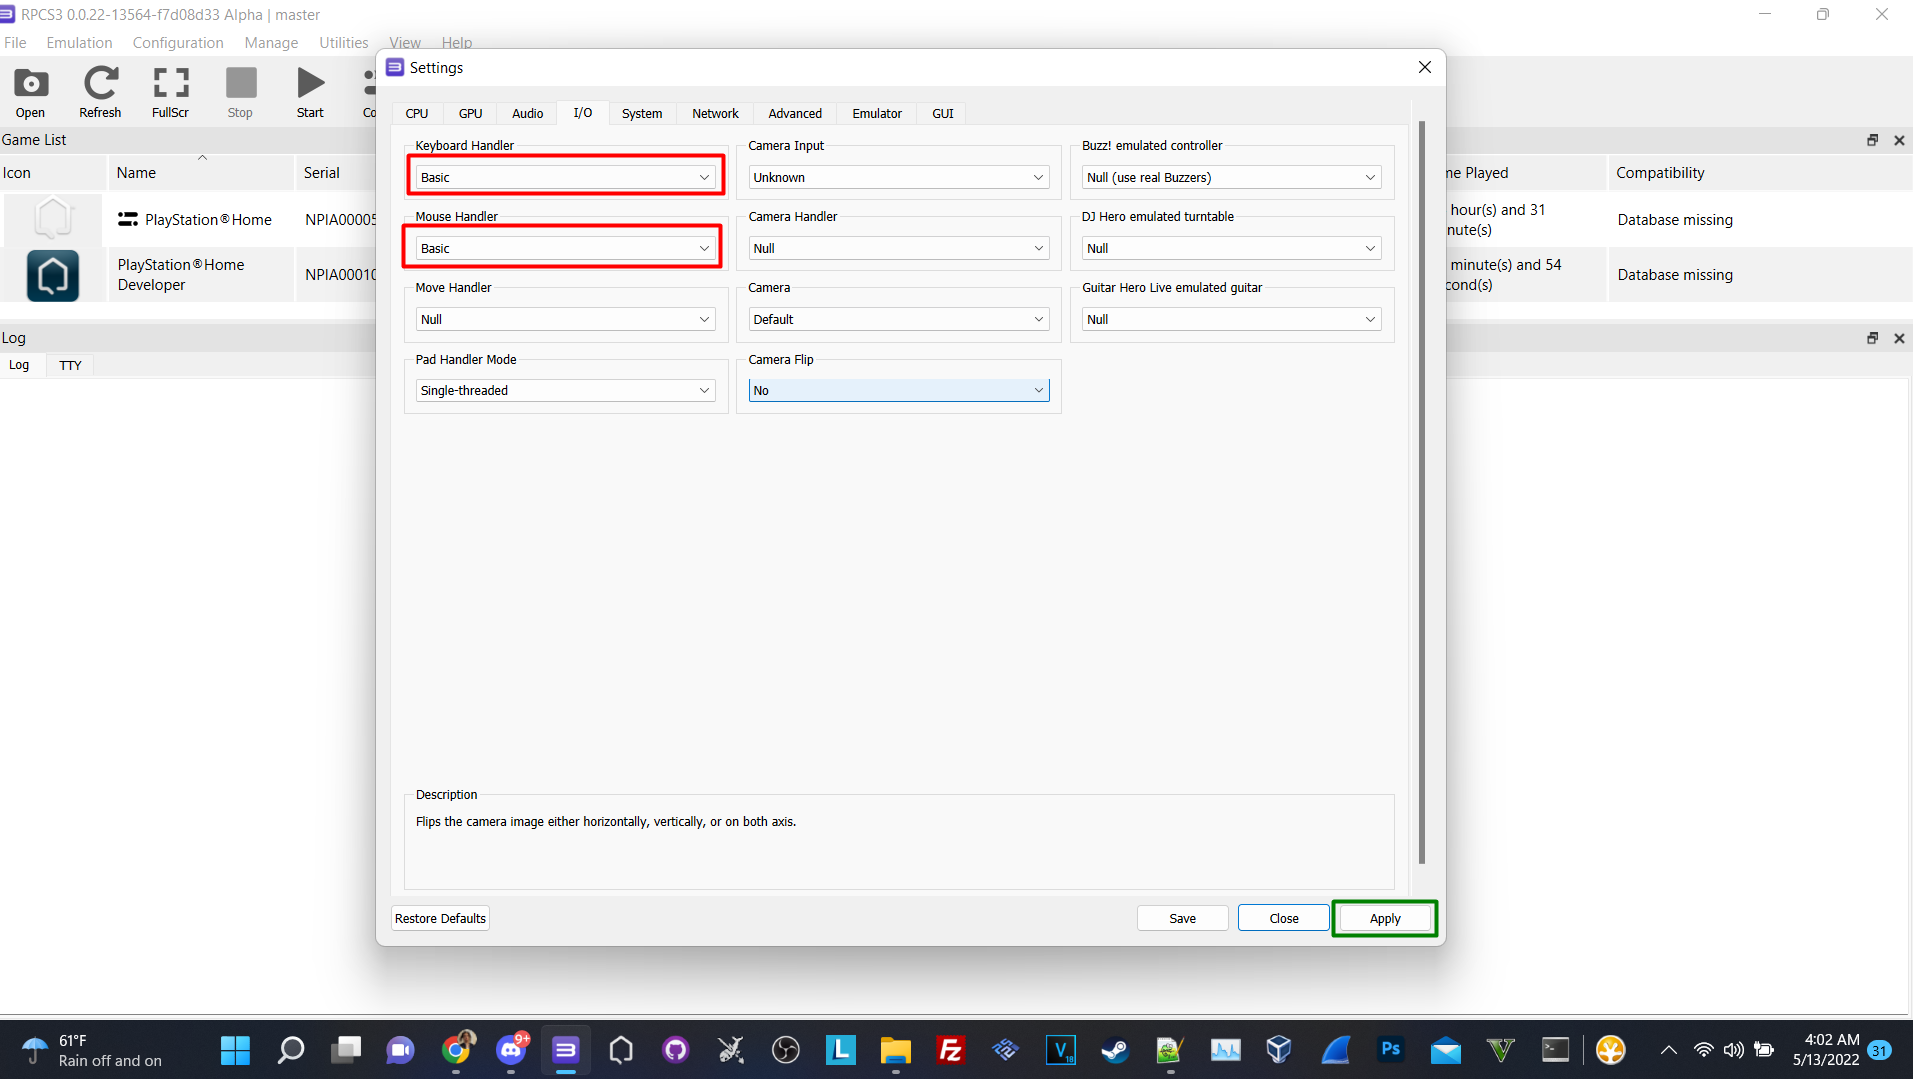 RPCS3 0.0.22-13564-f7d08d33 Alpha | master
File Emulation Configuration Manage Utilities View Help
Open Refresh FullScr Stop Start Co
Game List
Icon Name Serial me Played Compatibility
PlayStation®Home NPIA00005 hour(s) and 31 nute(s) Database missing
PlayStation®Home Developer NPIA00010 minute(s) and 54 cond(s) Database missing
Log
Log TTY
Settings
CPU GPU Audio I/O System Network Advanced Emulator GUI
Keyboard Handler Camera Input Buzz! emulated controller
Basic Unknown Null (use real Buzzers)
Mouse Handler Camera Handler DJ Hero emulated turntable
Basic Null Null
Move Handler Camera Guitar Hero Live emulated guitar
Null Default Null
Pad Handler Mode Camera Flip
Single-threaded No
Description
Flips the camera image either horizontally, vertically, or on both axis.
Restore Defaults Save Close Apply
61°F
Rain off and on
9+
L
Fz
V
18
Ps
V
4:02 AM
5/13/2022
31